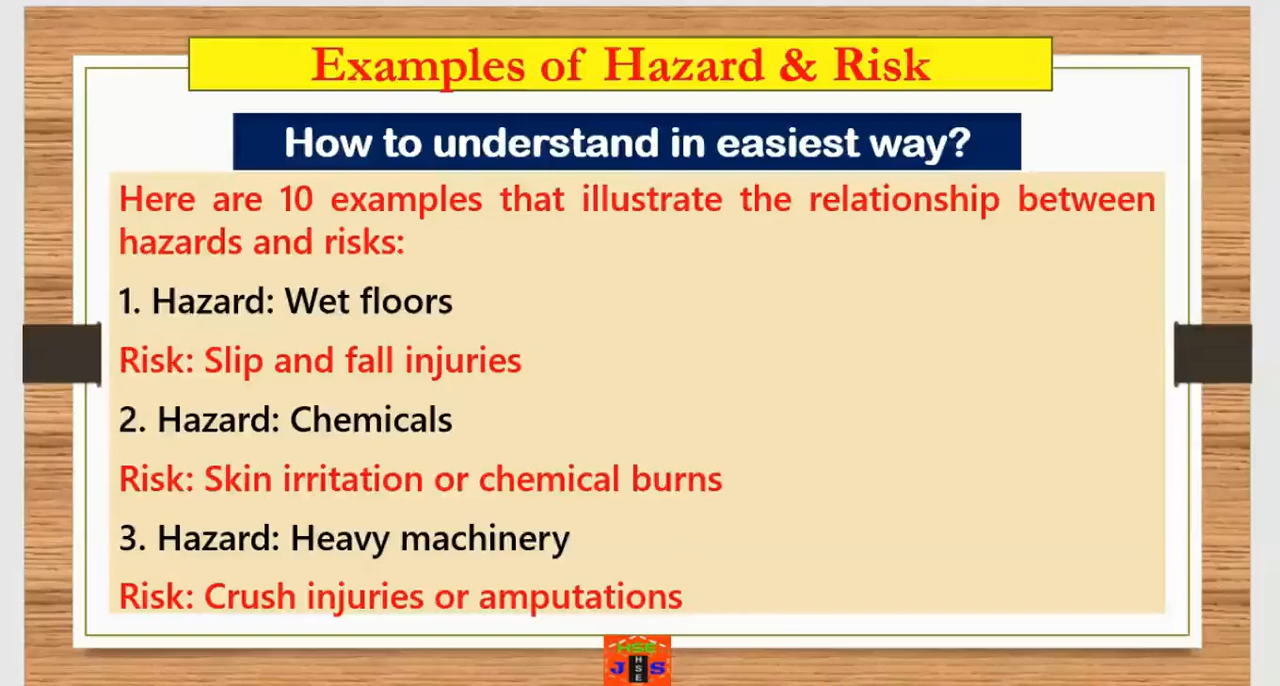 Examples of Hazard & Risk
How to understand in easiest way?
Here are 10 examples that illustrate the relationship between
hazards and risks:
1. Hazard: Wet floors
Risk: Slip and fall injuries
2. Hazard: Chemicals
Risk: Skin irritation or chemical burns
3. Hazard: Heavy machinery
Risk: Crush injuries or amputations
HSE
J HSE S